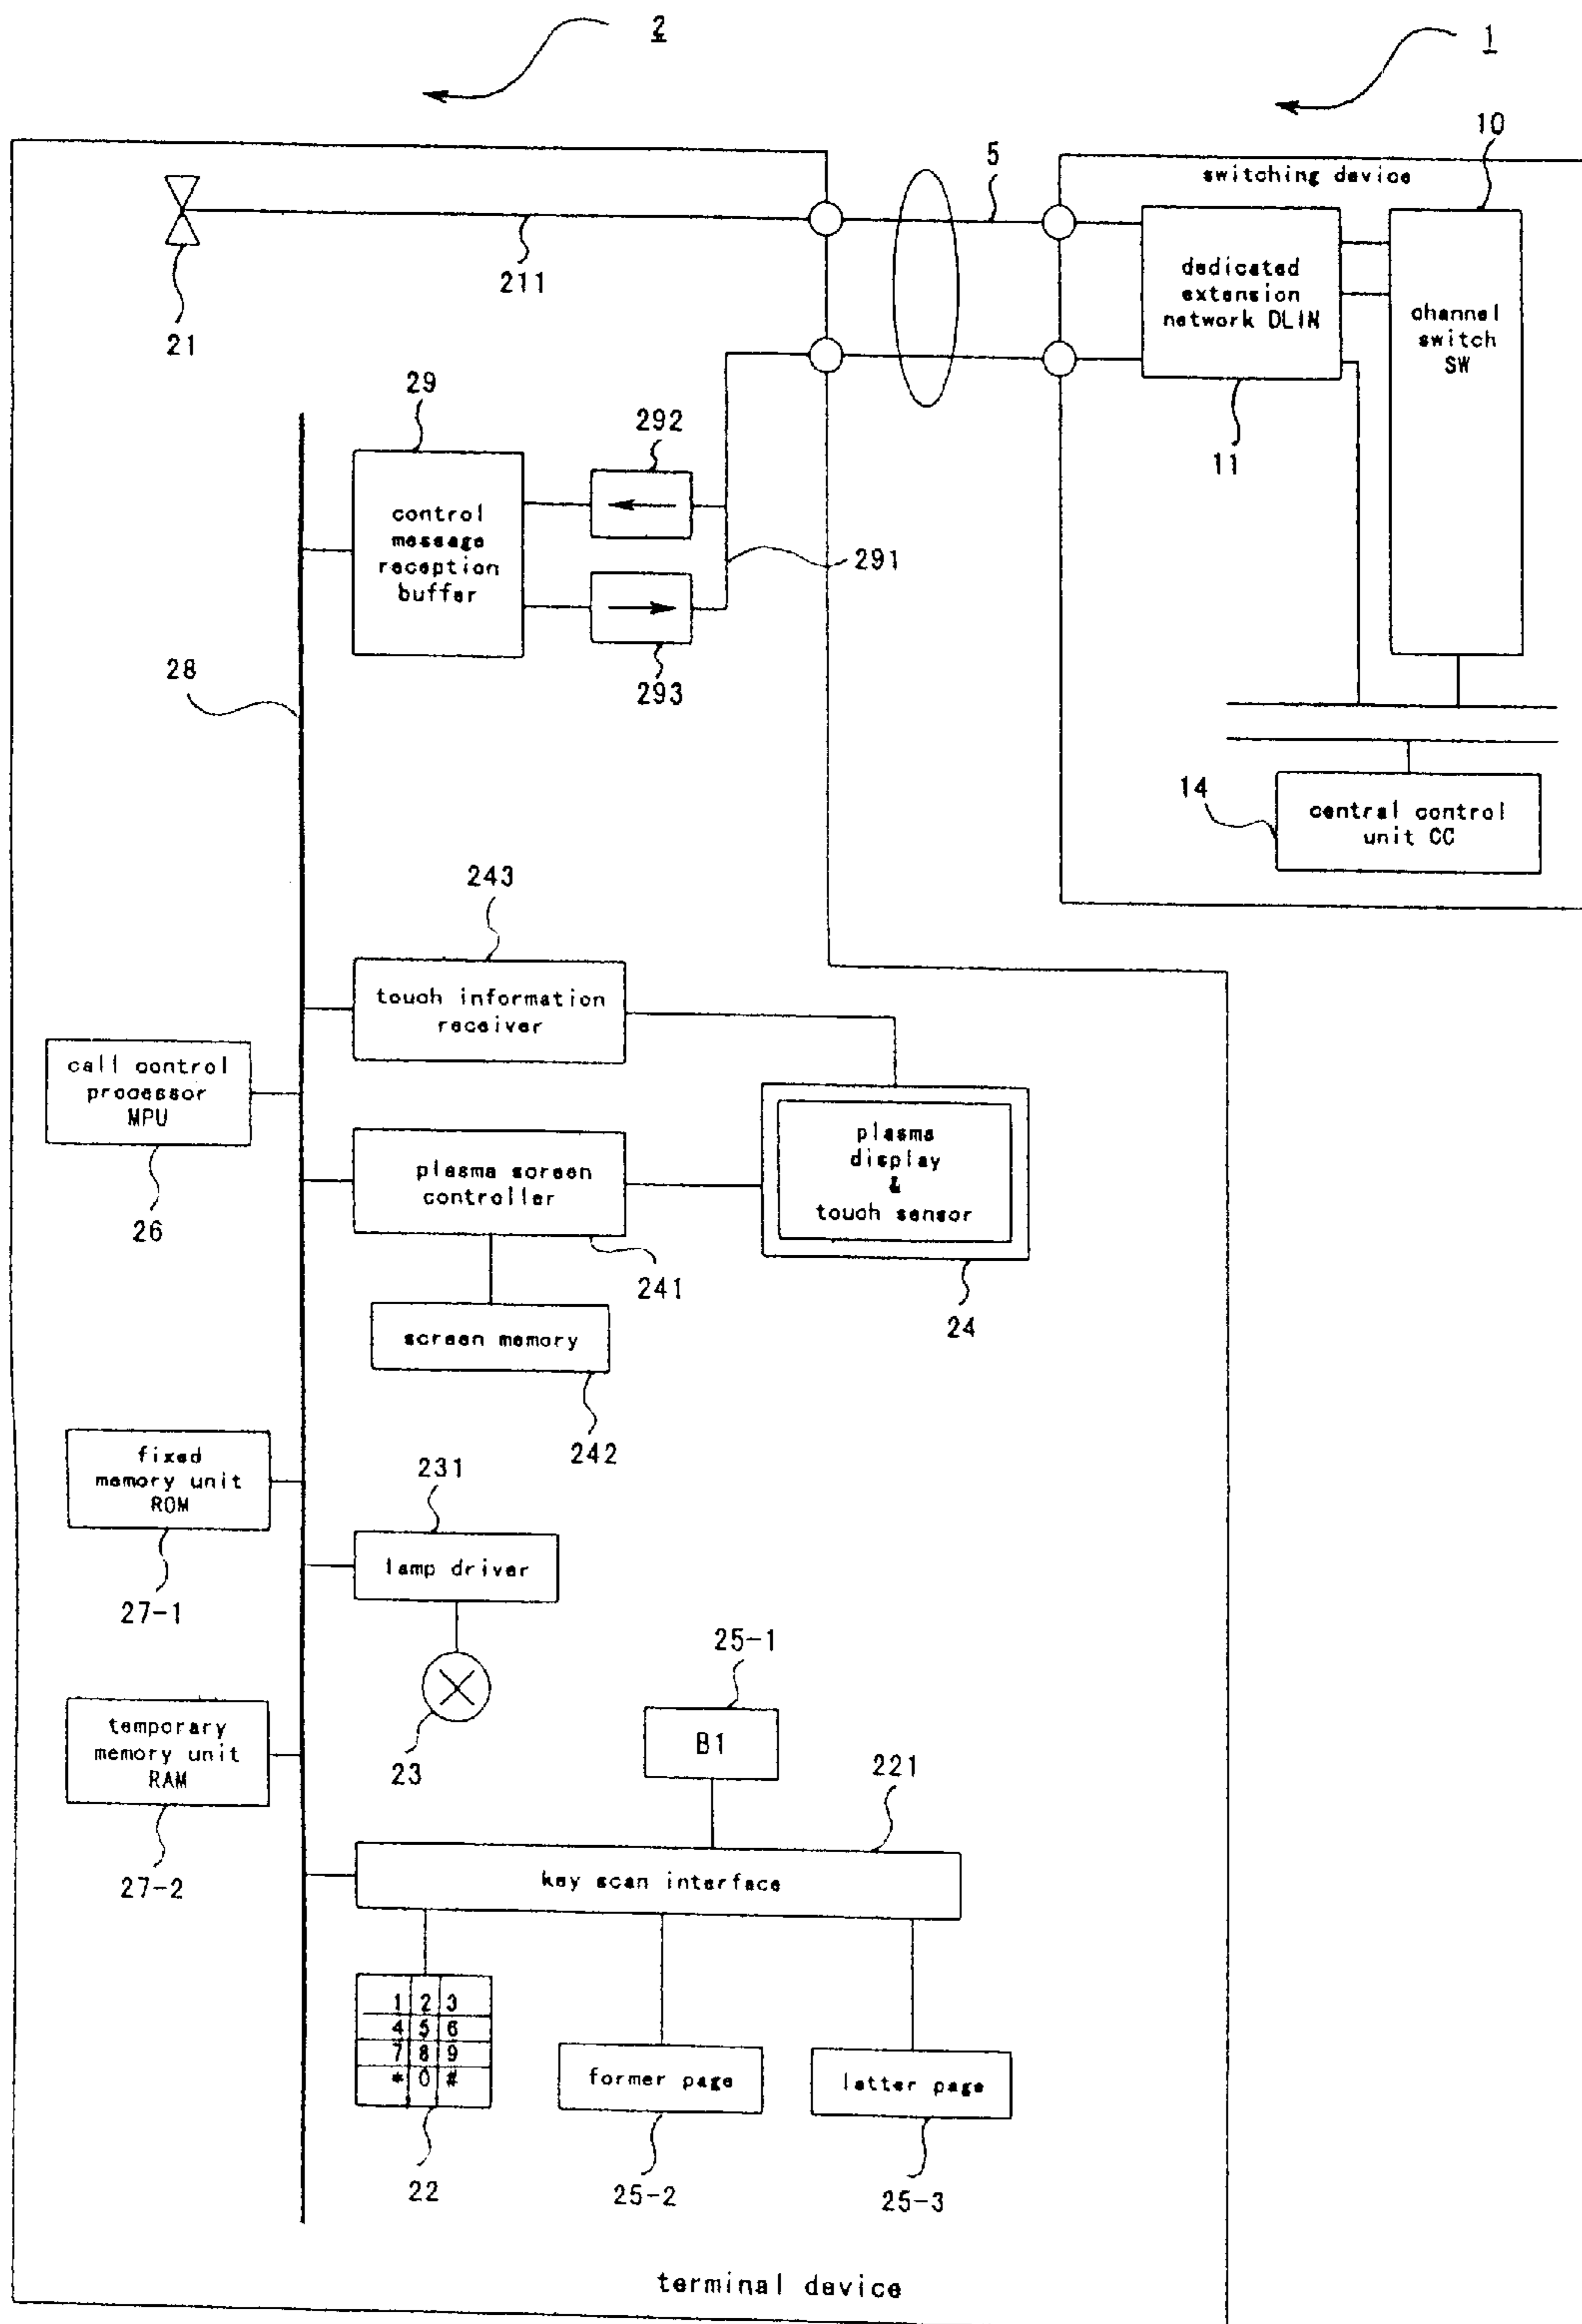 2
1
10
5
switching device
211
21
dedicated
extension
network DLIN
channel
switch
SW
11
29
292
control
message
reception
buffer
291
293
28
14
central control
unit CC
243
touch information
receiver
call control
processor
MPU
26
plasma screen
controller
plasma
display
&
touch sensor
241
24
screen memory
242
fixed
memory unit
ROM
231
lamp driver
27-1
23
25-1
B1
temporary
memory unit
RAM
27-2
221
key scan interface
1 2 3
4 5 6
7 8 9
* 0 #
former page
latter page
22
25-2
25-3
terminal device